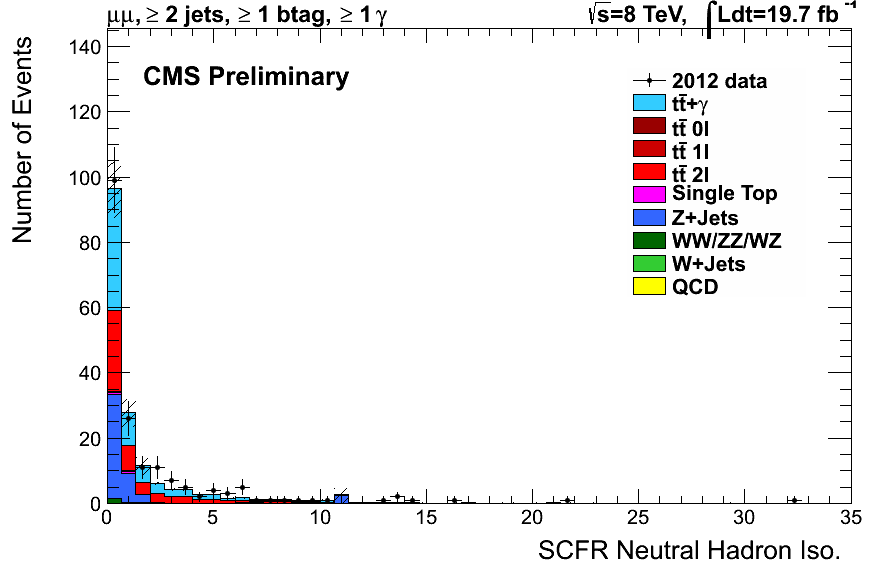 μμ, ≥ 2 jets, ≥ 1 btag, ≥ 1 γ
√s=8 TeV, ∫Ldt=19.7 fb⁻¹
Number of Events
140
120
100
80
60
40
20
0
CMS Preliminary
2012 data
tt̄+γ
tt̄ 0l
tt̄ 1l
tt̄ 2l
Single Top
Z+Jets
WW/ZZ/WZ
W+Jets
QCD
0 5 10 15 20 25 30 35
SCFR Neutral Hadron Iso.